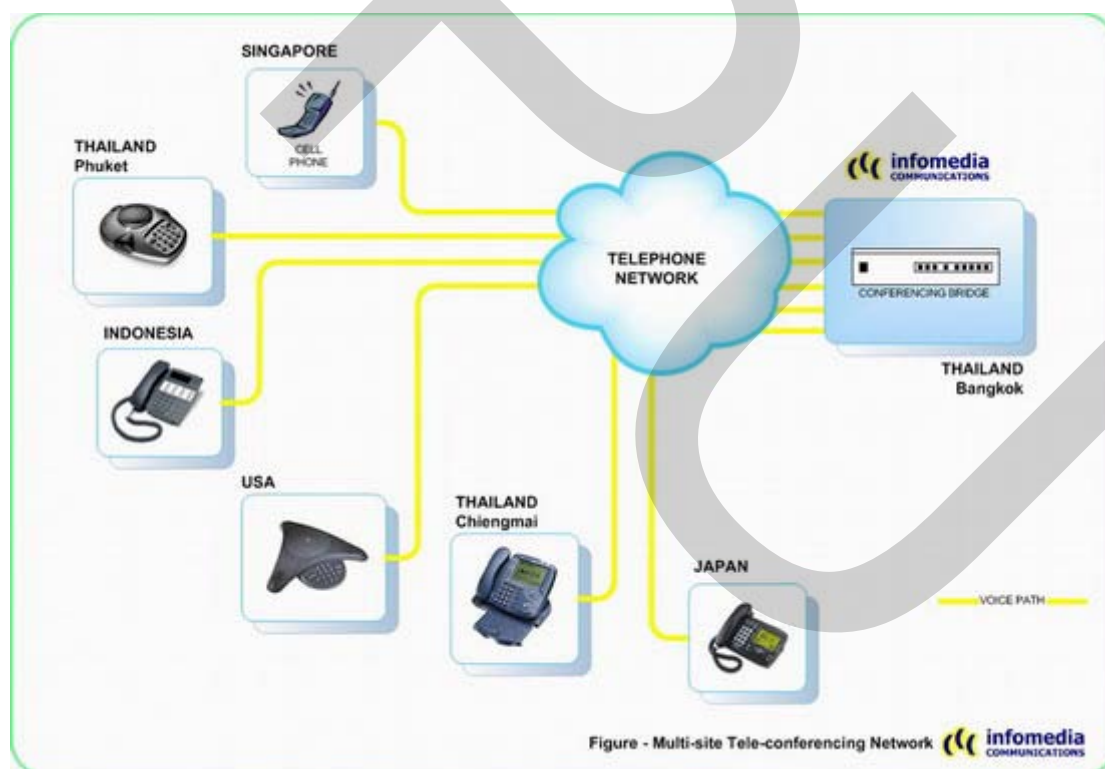 SINGAPORE
CELL
PHONE
THAILAND
Phuket
infomedia
COMMUNICATIONS
TELEPHONE
NETWORK
CONFERENCING BRIDGE
INDONESIA
THAILAND
Bangkok
USA
THAILAND
Chiengmai
JAPAN
VOICE PATH
Figure - Multi-site Tele-conferencing Network
infomedia
COMMUNICATIONS